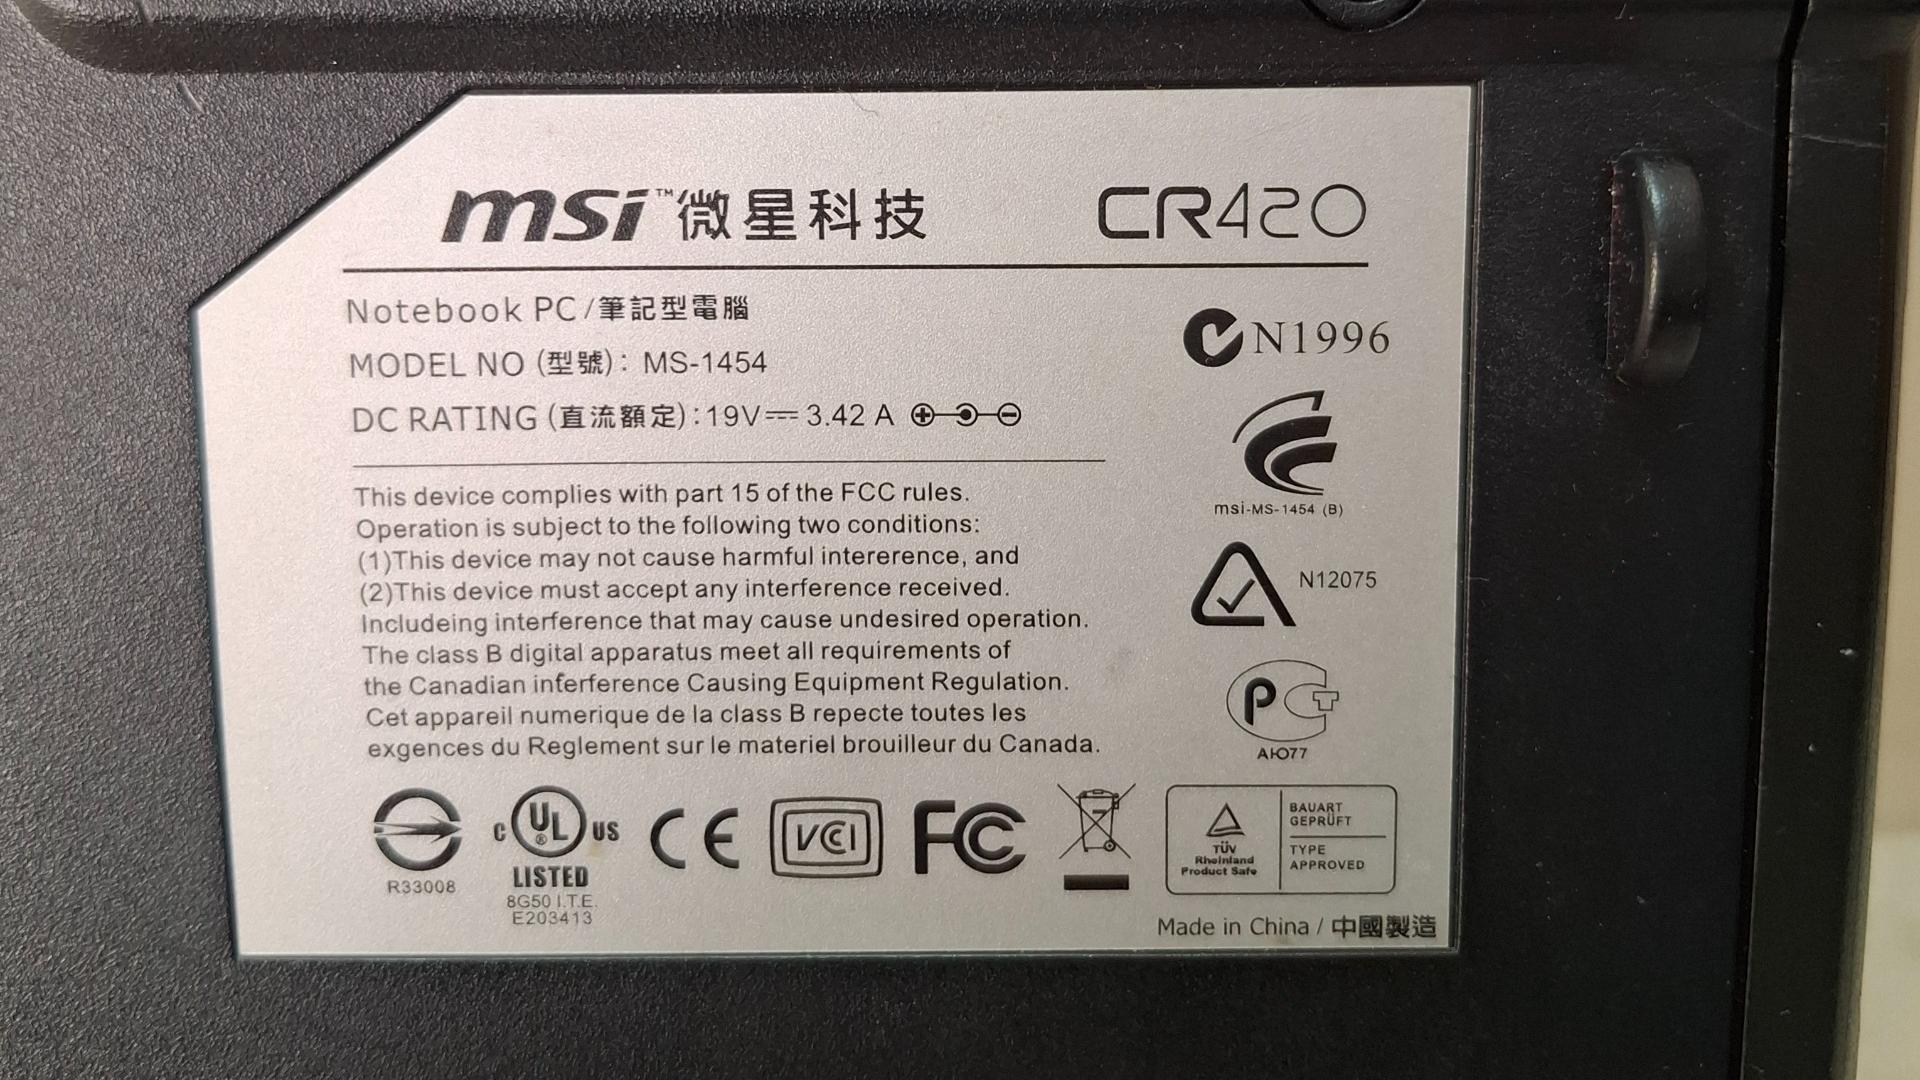 msi™微星科技 CR420
Notebook PC/筆記型電腦
MODEL NO (型號): MS-1454
DC RATING (直流額定):19V⎓ 3.42 A
N1996
msi-MS-1454 (B)
N12075
This device complies with part 15 of the FCC rules.
Operation is subject to the following two conditions:
(1)This device may not cause harmful intererence, and
(2)This device must accept any interference received.
Includeing interference that may cause undesired operation.
The class B digital apparatus meet all requirements of
the Canadian inferference Causing Equipment Regulation.
Cet appareil numerique de la class B repecte toutes les
exgences du Reglement sur le materiel brouilleur du Canada.
PCT
АЮ77
R33008
C UL® US
LISTED
8G50 I.T.E.
E203413
CE
VCI
FC
TÜV
Rheinland
Product Safe
BAUART
GEPRÜFT
TYPE
APPROVED
Made in China / 中國製造